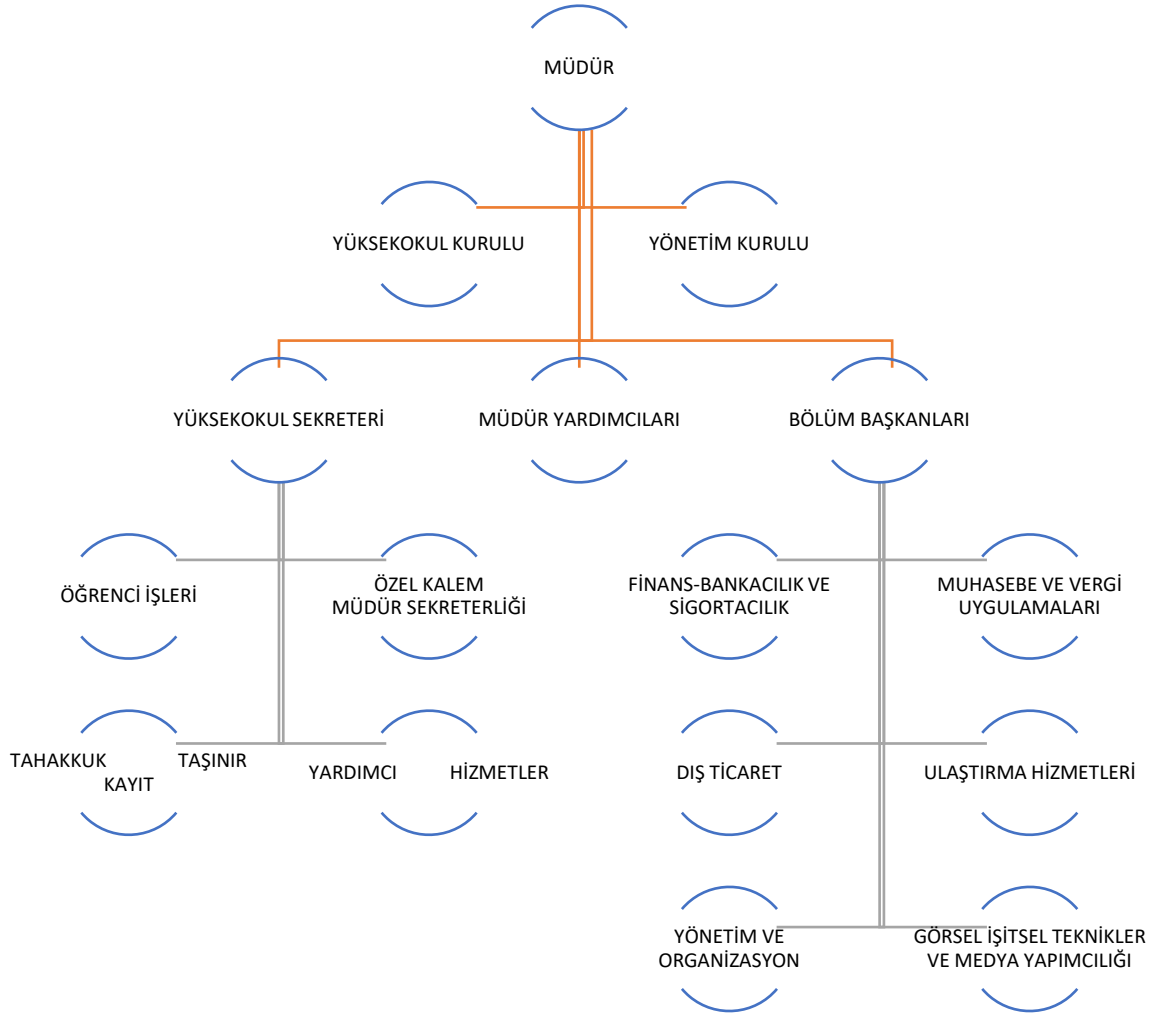 MÜDÜR
YÜKSEKOKUL KURULU
YÖNETİM KURULU
YÜKSEKOKUL SEKRETERİ
MÜDÜR YARDIMCILARI
BÖLÜM BAŞKANLARI
ÖĞRENCİ İŞLERİ
ÖZEL KALEM
MÜDÜR SEKRETERLİĞİ
FİNANS-BANKACILIK VE
SİGORTACILIK
MUHASEBE VE VERGİ
UYGULAMALARI
TAHAKKUK TAŞINIR
KAYIT
YARDIMCI HİZMETLER
DIŞ TİCARET
ULAŞTIRMA HİZMETLERİ
YÖNETİM VE
ORGANİZASYON
GÖRSEL İŞİTSEL TEKNİKLER
VE MEDYA YAPIMCILIĞI